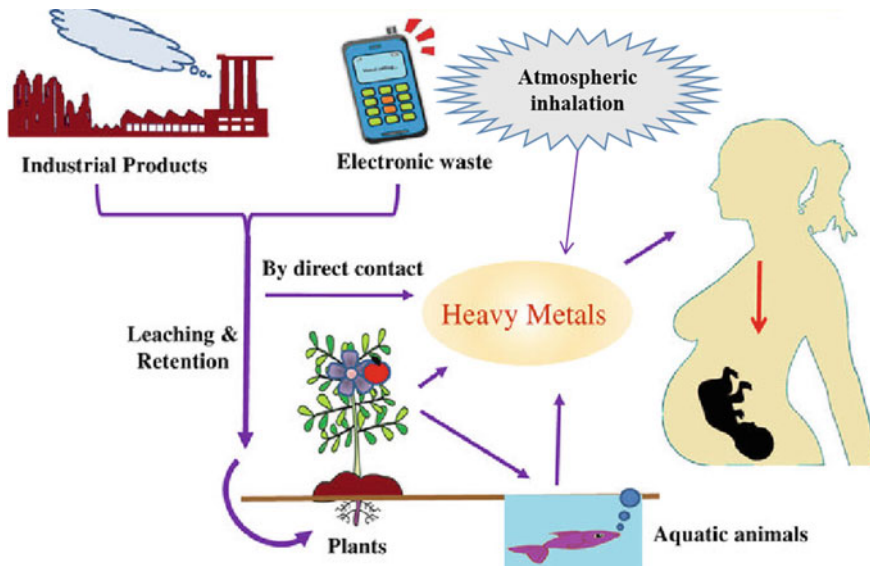 Atmospheric
inhalation
Industrial Products
Electronic waste
By direct contact
Heavy Metals
Leaching &
Retention
Plants
Aquatic animals